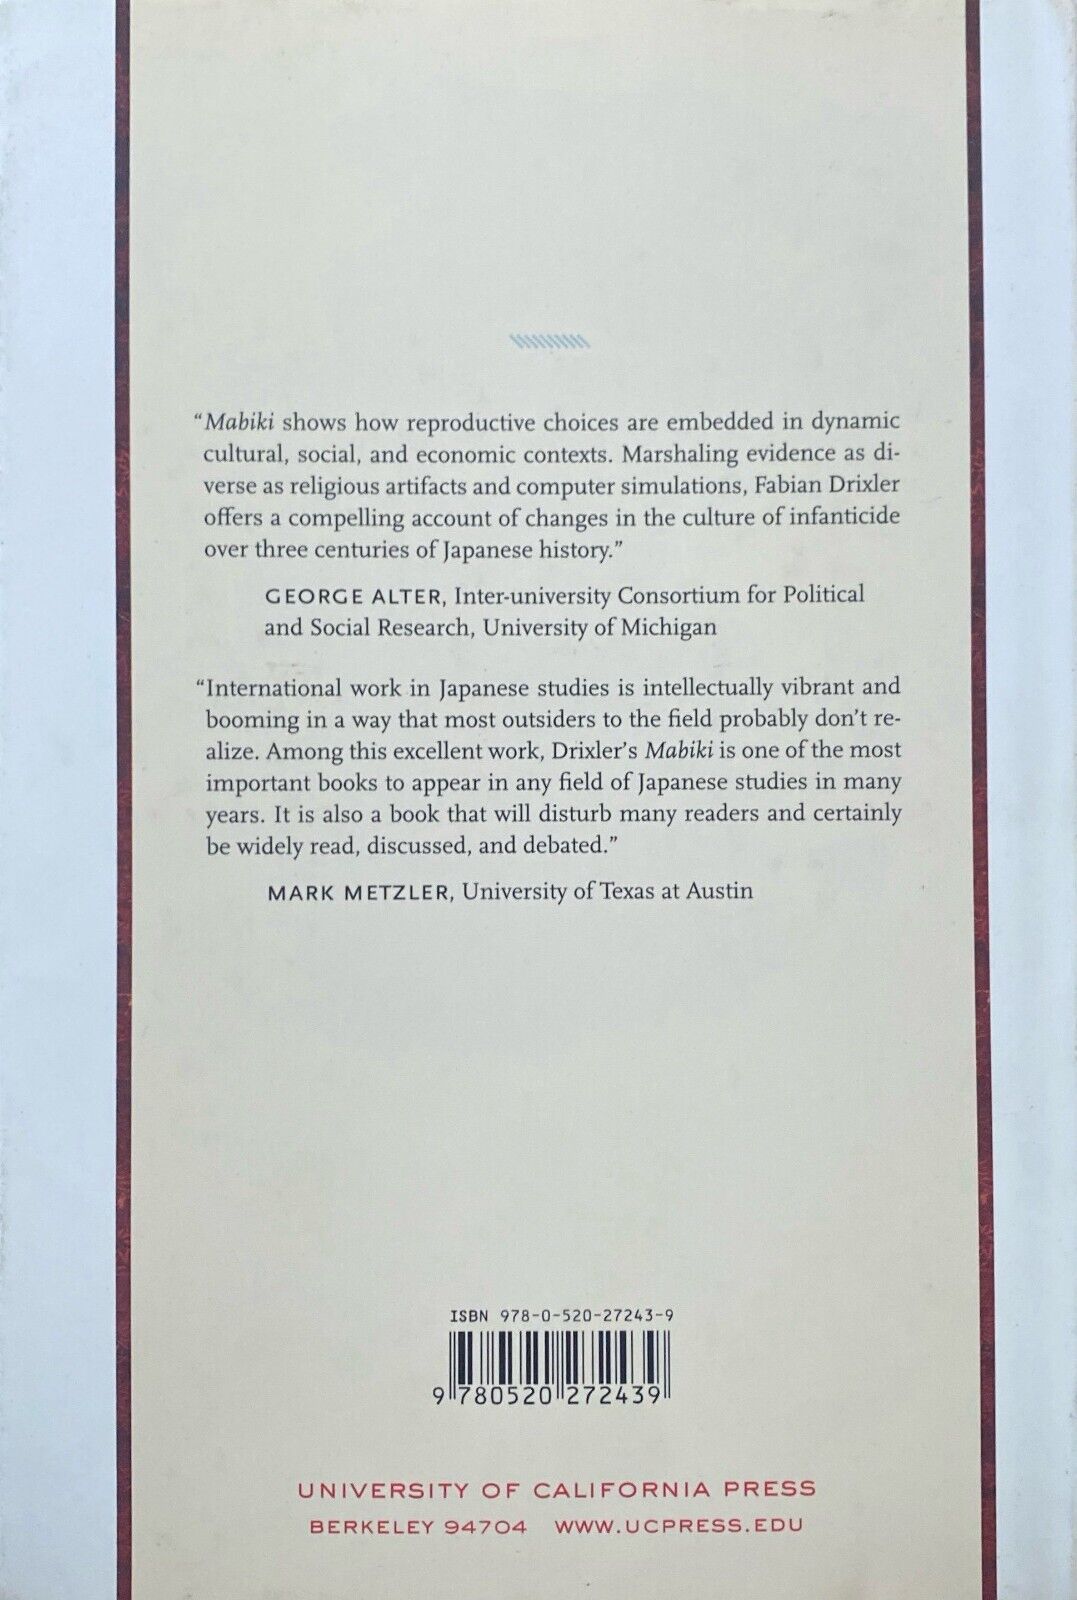 “Mabiki shows how reproductive choices are embedded in dynamic
cultural, social, and economic contexts. Marshaling evidence as di-
verse as religious artifacts and computer simulations, Fabian Drixler
offers a compelling account of changes in the culture of infanticide
over three centuries of Japanese history.”
GEORGE ALTER, Inter-university Consortium for Political
and Social Research, University of Michigan
“International work in Japanese studies is intellectually vibrant and
booming in a way that most outsiders to the field probably don’t re-
alize. Among this excellent work, Drixler’s Mabiki is one of the most
important books to appear in any field of Japanese studies in many
years. It is also a book that will disturb many readers and certainly
be widely read, discussed, and debated.”
MARK METZLER, University of Texas at Austin
ISBN 978-0-520-27243-9
9 780520 272439
UNIVERSITY OF CALIFORNIA PRESS
BERKELEY 94704 WWW.UCPRESS.EDU